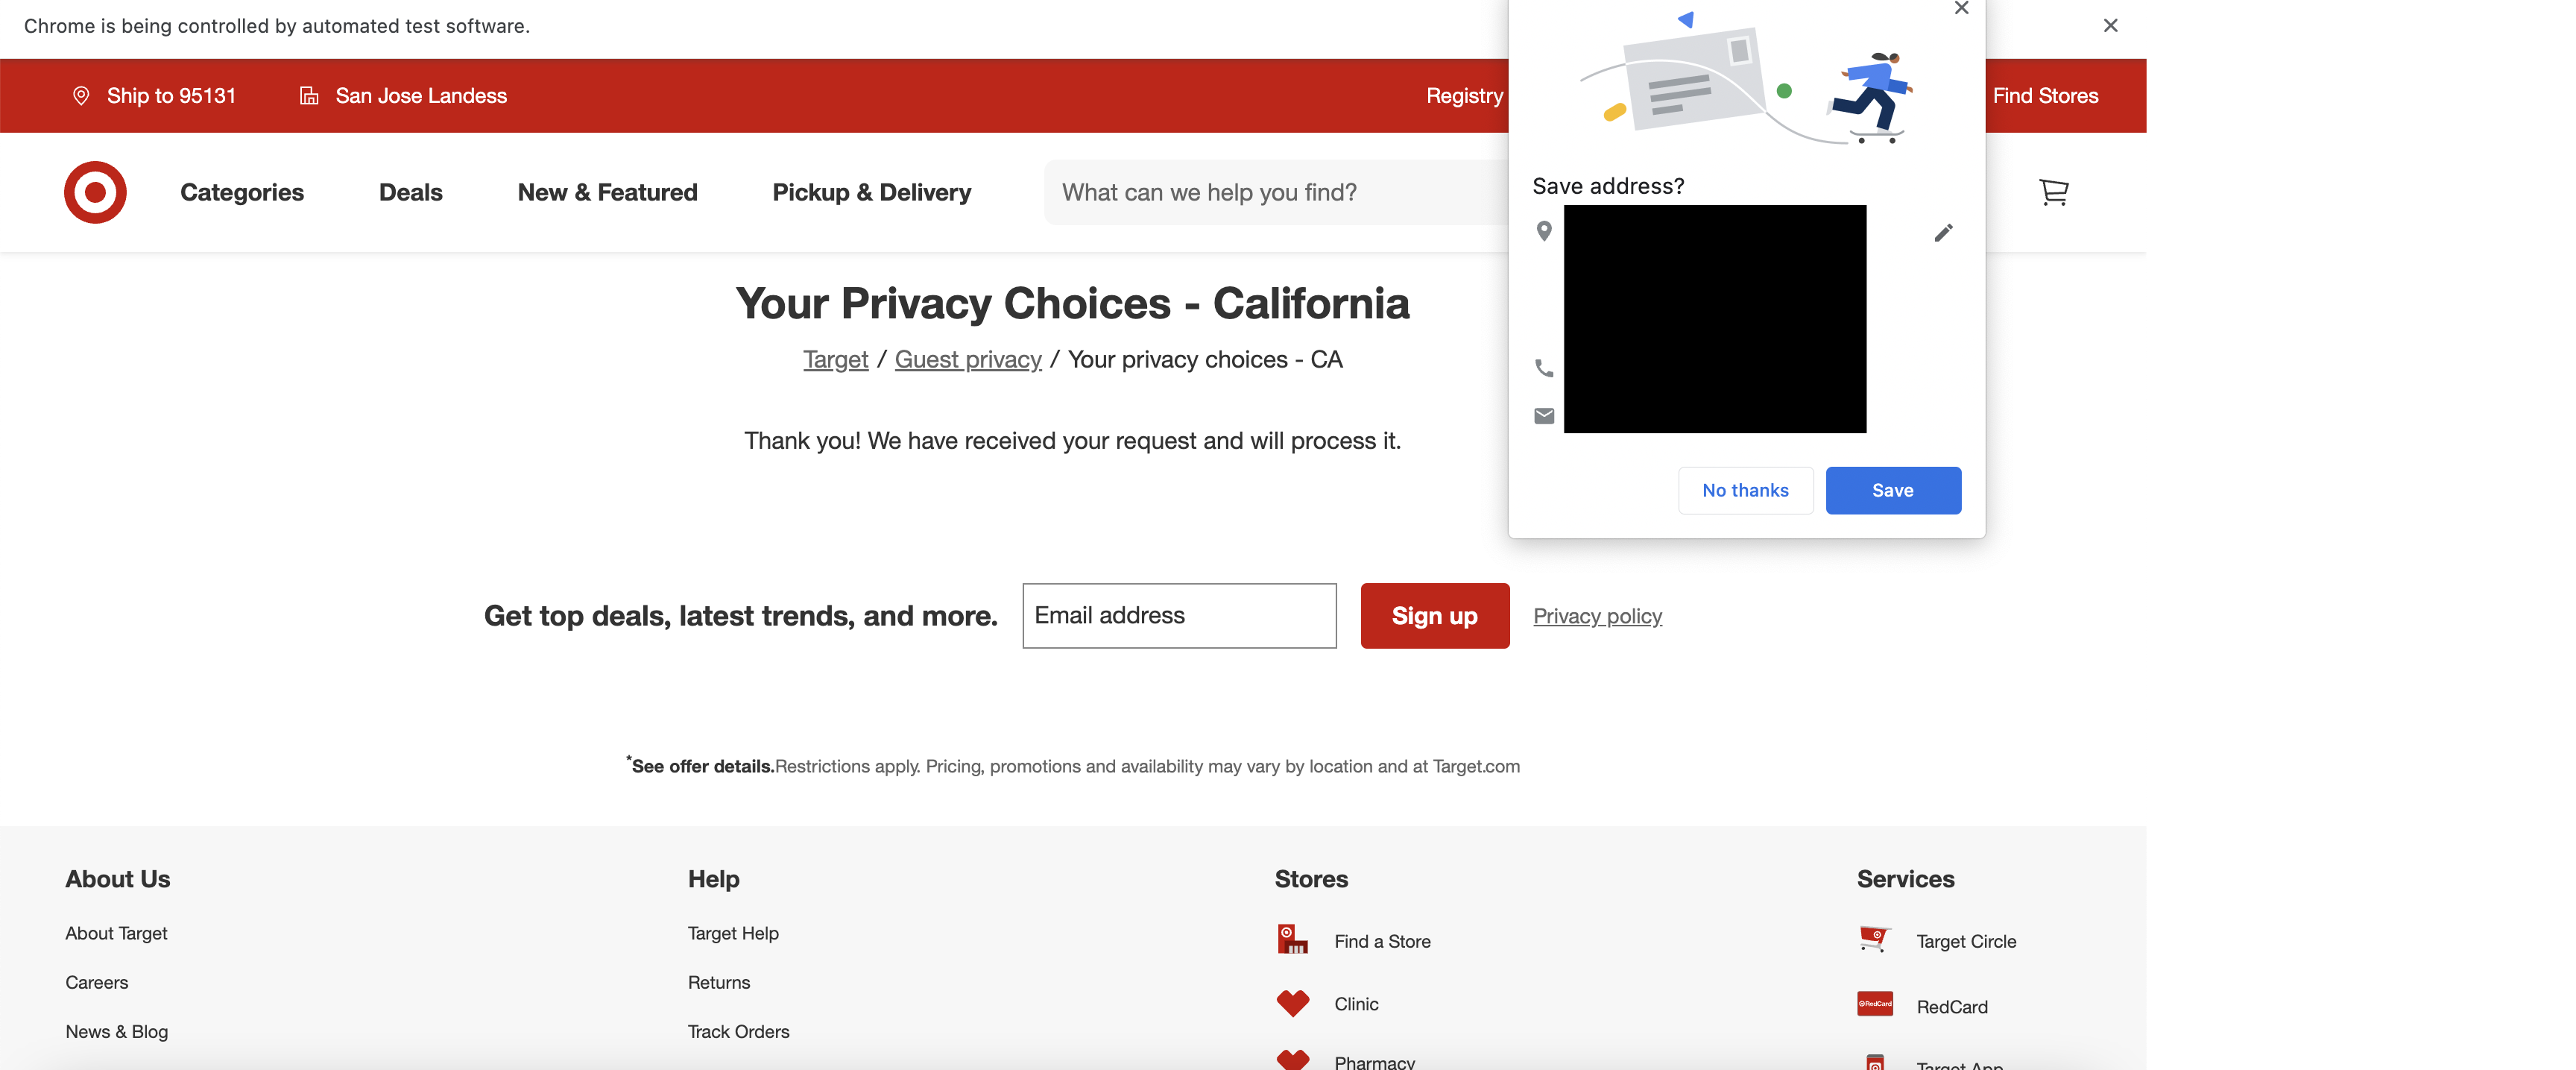 Chrome is being controlled by automated test software.
Ship to 95131
San Jose Landess
Registry
Find Stores
Categories
Deals
New & Featured
Pickup & Delivery
What can we help you find?
Save address?
No thanks
Save
Your Privacy Choices - California
Target / Guest privacy / Your privacy choices - CA
Thank you! We have received your request and will process it.
Get top deals, latest trends, and more.
Email address
Sign up
Privacy policy
*See offer details.Restrictions apply. Pricing, promotions and availability may vary by location and at Target.com
About Us
About Target
Careers
News & Blog
Help
Target Help
Returns
Track Orders
Stores
Find a Store
Clinic
Pharmacy
Services
Target Circle
RedCard
RedCard
Target App